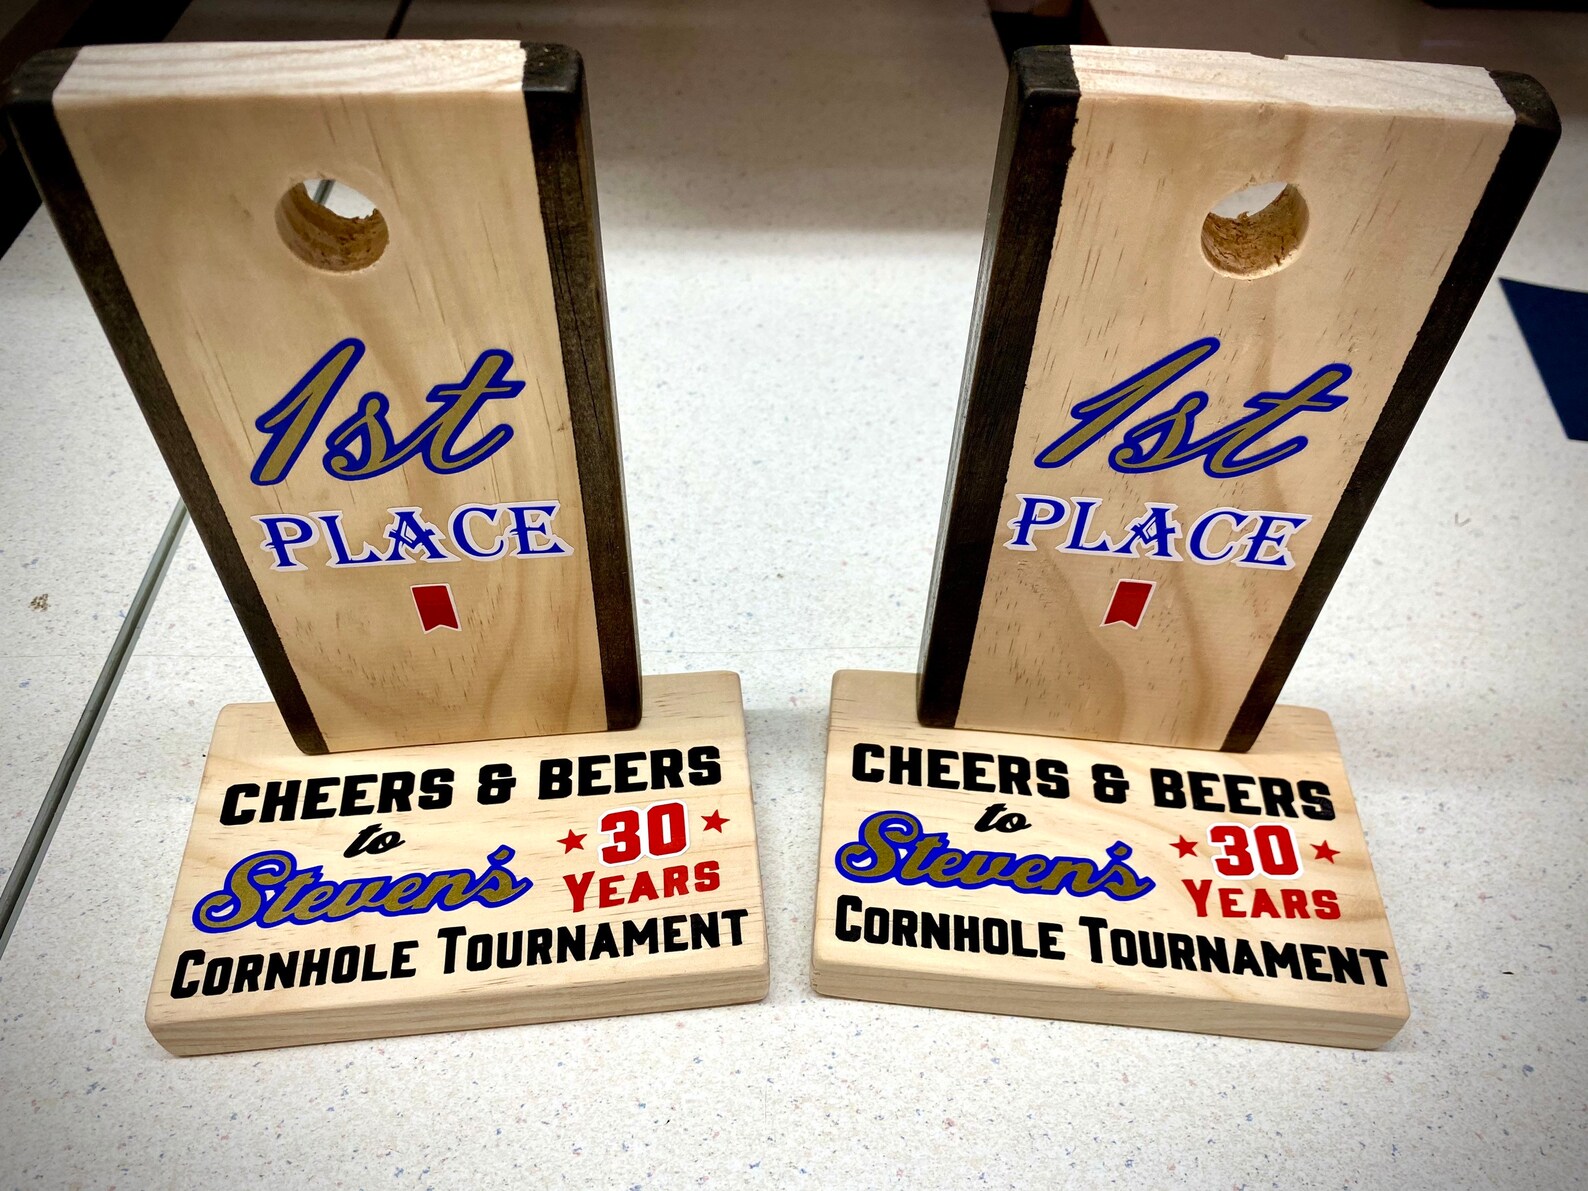 1st
PLACE
CHEERS & BEERS
to
Steven's ★ 30 ★
YEARS
CORNHOLE TOURNAMENT
1st
PLACE
CHEERS & BEERS
to
Steven's ★ 30 ★
YEARS
CORNHOLE TOURNAMENT